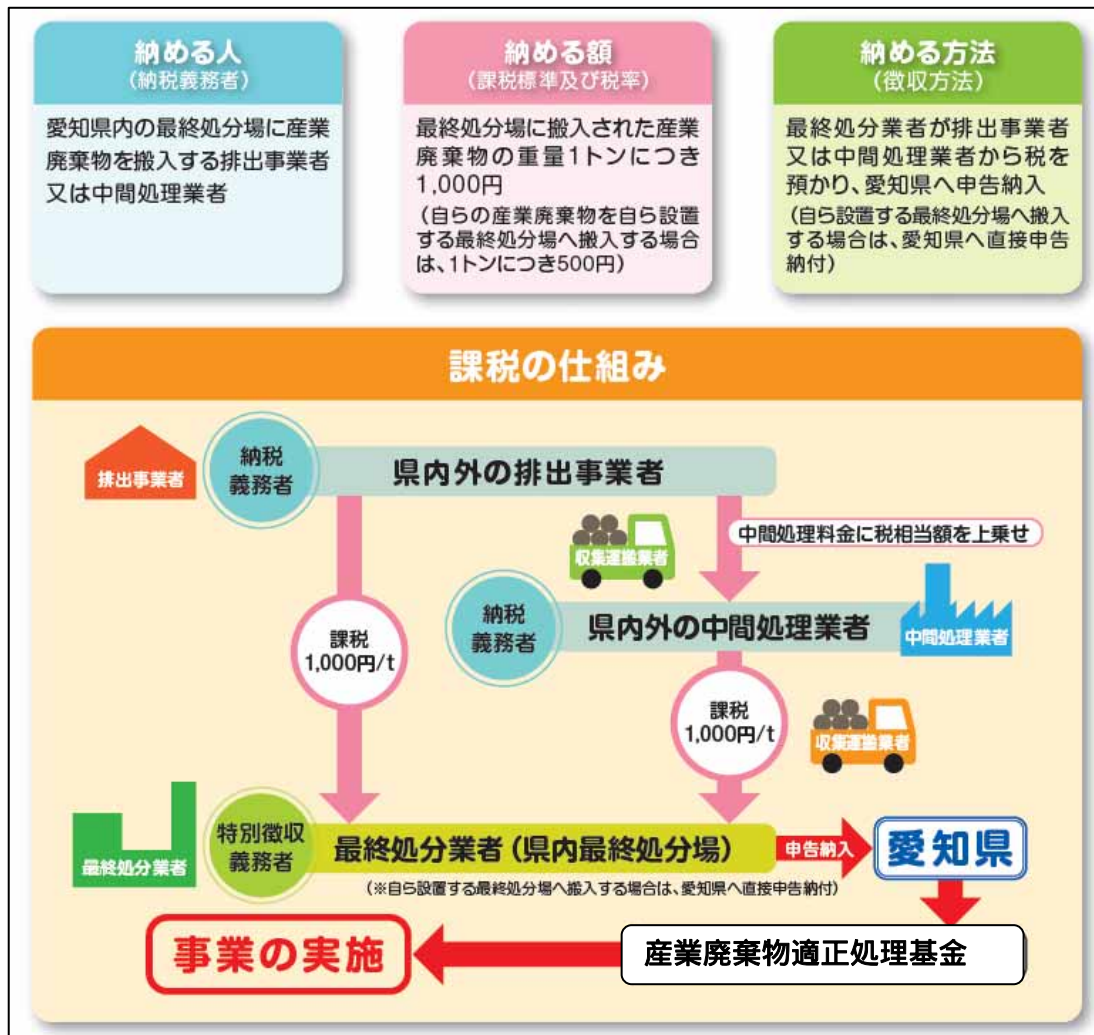 納める人
(納税義務者)
愛知県内の最終処分場に産業
廃棄物を搬入する排出事業者
又は中間処理業者
納める額
(課税標準及び税率)
最終処分場に搬入された産業
廃棄物の重量1トンにつき
1,000円
(自らの産業廃棄物を自ら設置
する最終処分場へ搬入する場合
は、1トンにつき500円)
納める方法
(徴収方法)
最終処分業者が排出事業者
又は中間処理業者から税を
預かり、愛知県へ申告納入
(自ら設置する最終処分場へ搬入
する場合は、愛知県へ直接申告
納付)
課税の仕組み
排出事業者
納税
義務者
県内外の排出事業者
収集運搬業者
中間処理料金に税相当額を上乗せ
納税
義務者
県内外の中間処理業者
中間処理業者
課税
1,000円/t
課税
1,000円/t
収集運搬業者
最終処分業者
特別徴収
義務者
最終処分業者(県内最終処分場)
申告納入
愛知県
(※自ら設置する最終処分場へ搬入する場合は、愛知県へ直接申告納付)
事業の実施
産業廃棄物適正処理基金